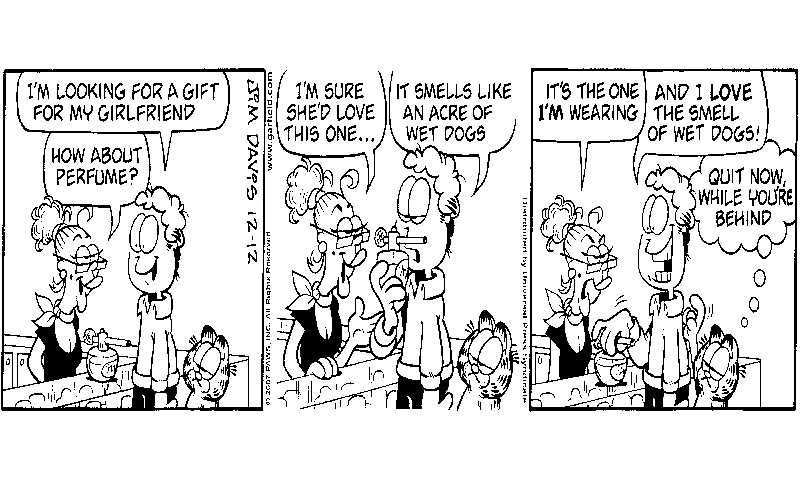 I'M LOOKING FOR A GIFT
FOR MY GIRLFRIEND
HOW ABOUT
PERFUME?
JIM DAVIS 12-12
www.garfield.com
© 2007 PAWS, INC. All Rights Reserved.
I'M SURE
SHE'D LOVE
THIS ONE...
IT SMELLS LIKE
AN ACRE OF
WET DOGS
Distributed by Universal Press Syndicate
IT'S THE ONE
I'M WEARING
AND I LOVE
THE SMELL
OF WET DOGS!
QUIT NOW,
WHILE YOU'RE
BEHIND